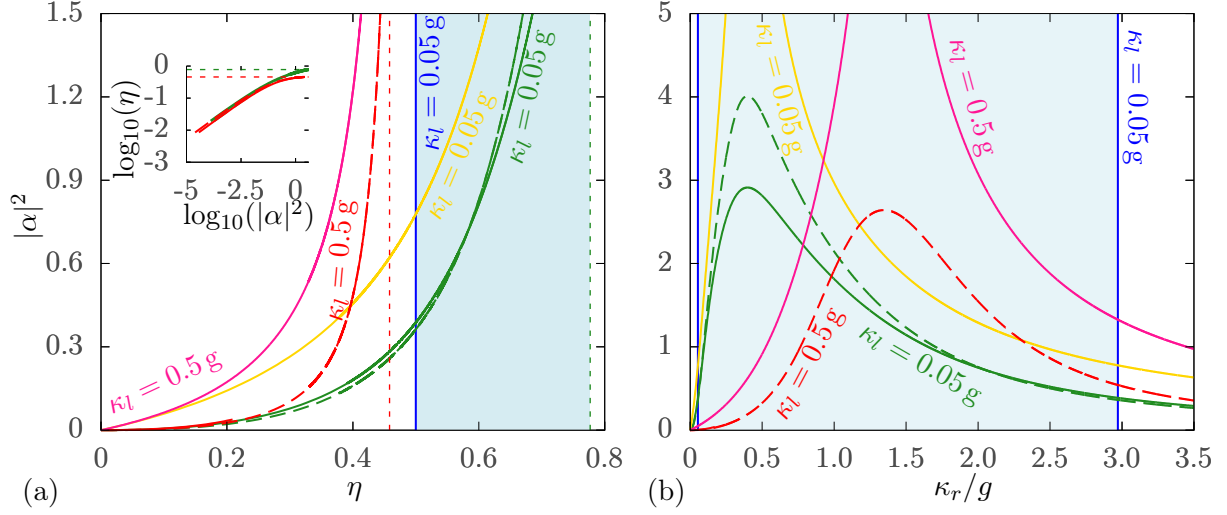 1.5
1.2
0.9
0.6
0.3
0
|α|²
0
0.2
0.4
0.6
0.8
η
(a)
κₗ = 0.5 g
κₗ = 0.5 g
κₗ = 0.05 g
κₗ = 0.05 g
κₗ = 0.05 g
0
-1
-2
-3
log₁₀(η)
-5
-2.5
0
log₁₀(|α|²)
5
4
3
2
1
0
0
0.5
1.0
1.5
2.0
2.5
3.0
3.5
κᵣ/g
(b)
κₗ = 0.05 g
κₗ = 0.5 g
κₗ = 0.05 g
κₗ = 0.5 g
κₗ = 0.05 g